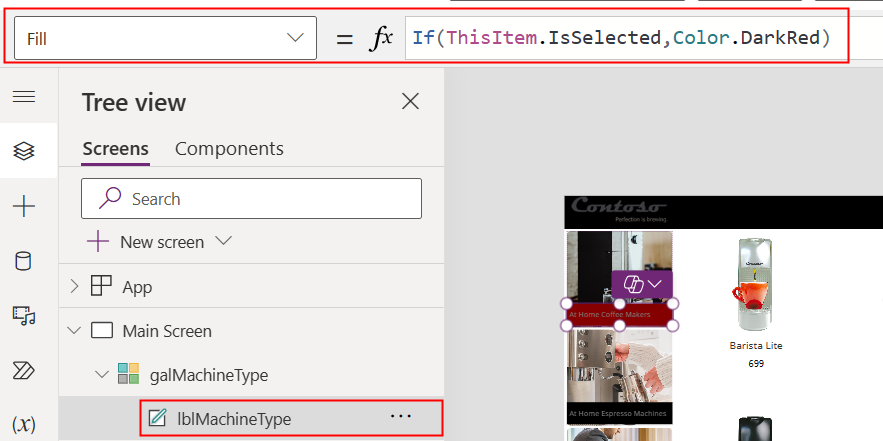 Fill = fx If(ThisItem.IsSelected,Color.DarkRed)
Tree view
Screens Components
Search
New screen
App
Main Screen
galMachineType
lblMachineType ...
(x)
Contoso
Perfection is brewing.
At Home Coffee Makers
At Home Espresso Machines
Contoso
Barista Lite
699